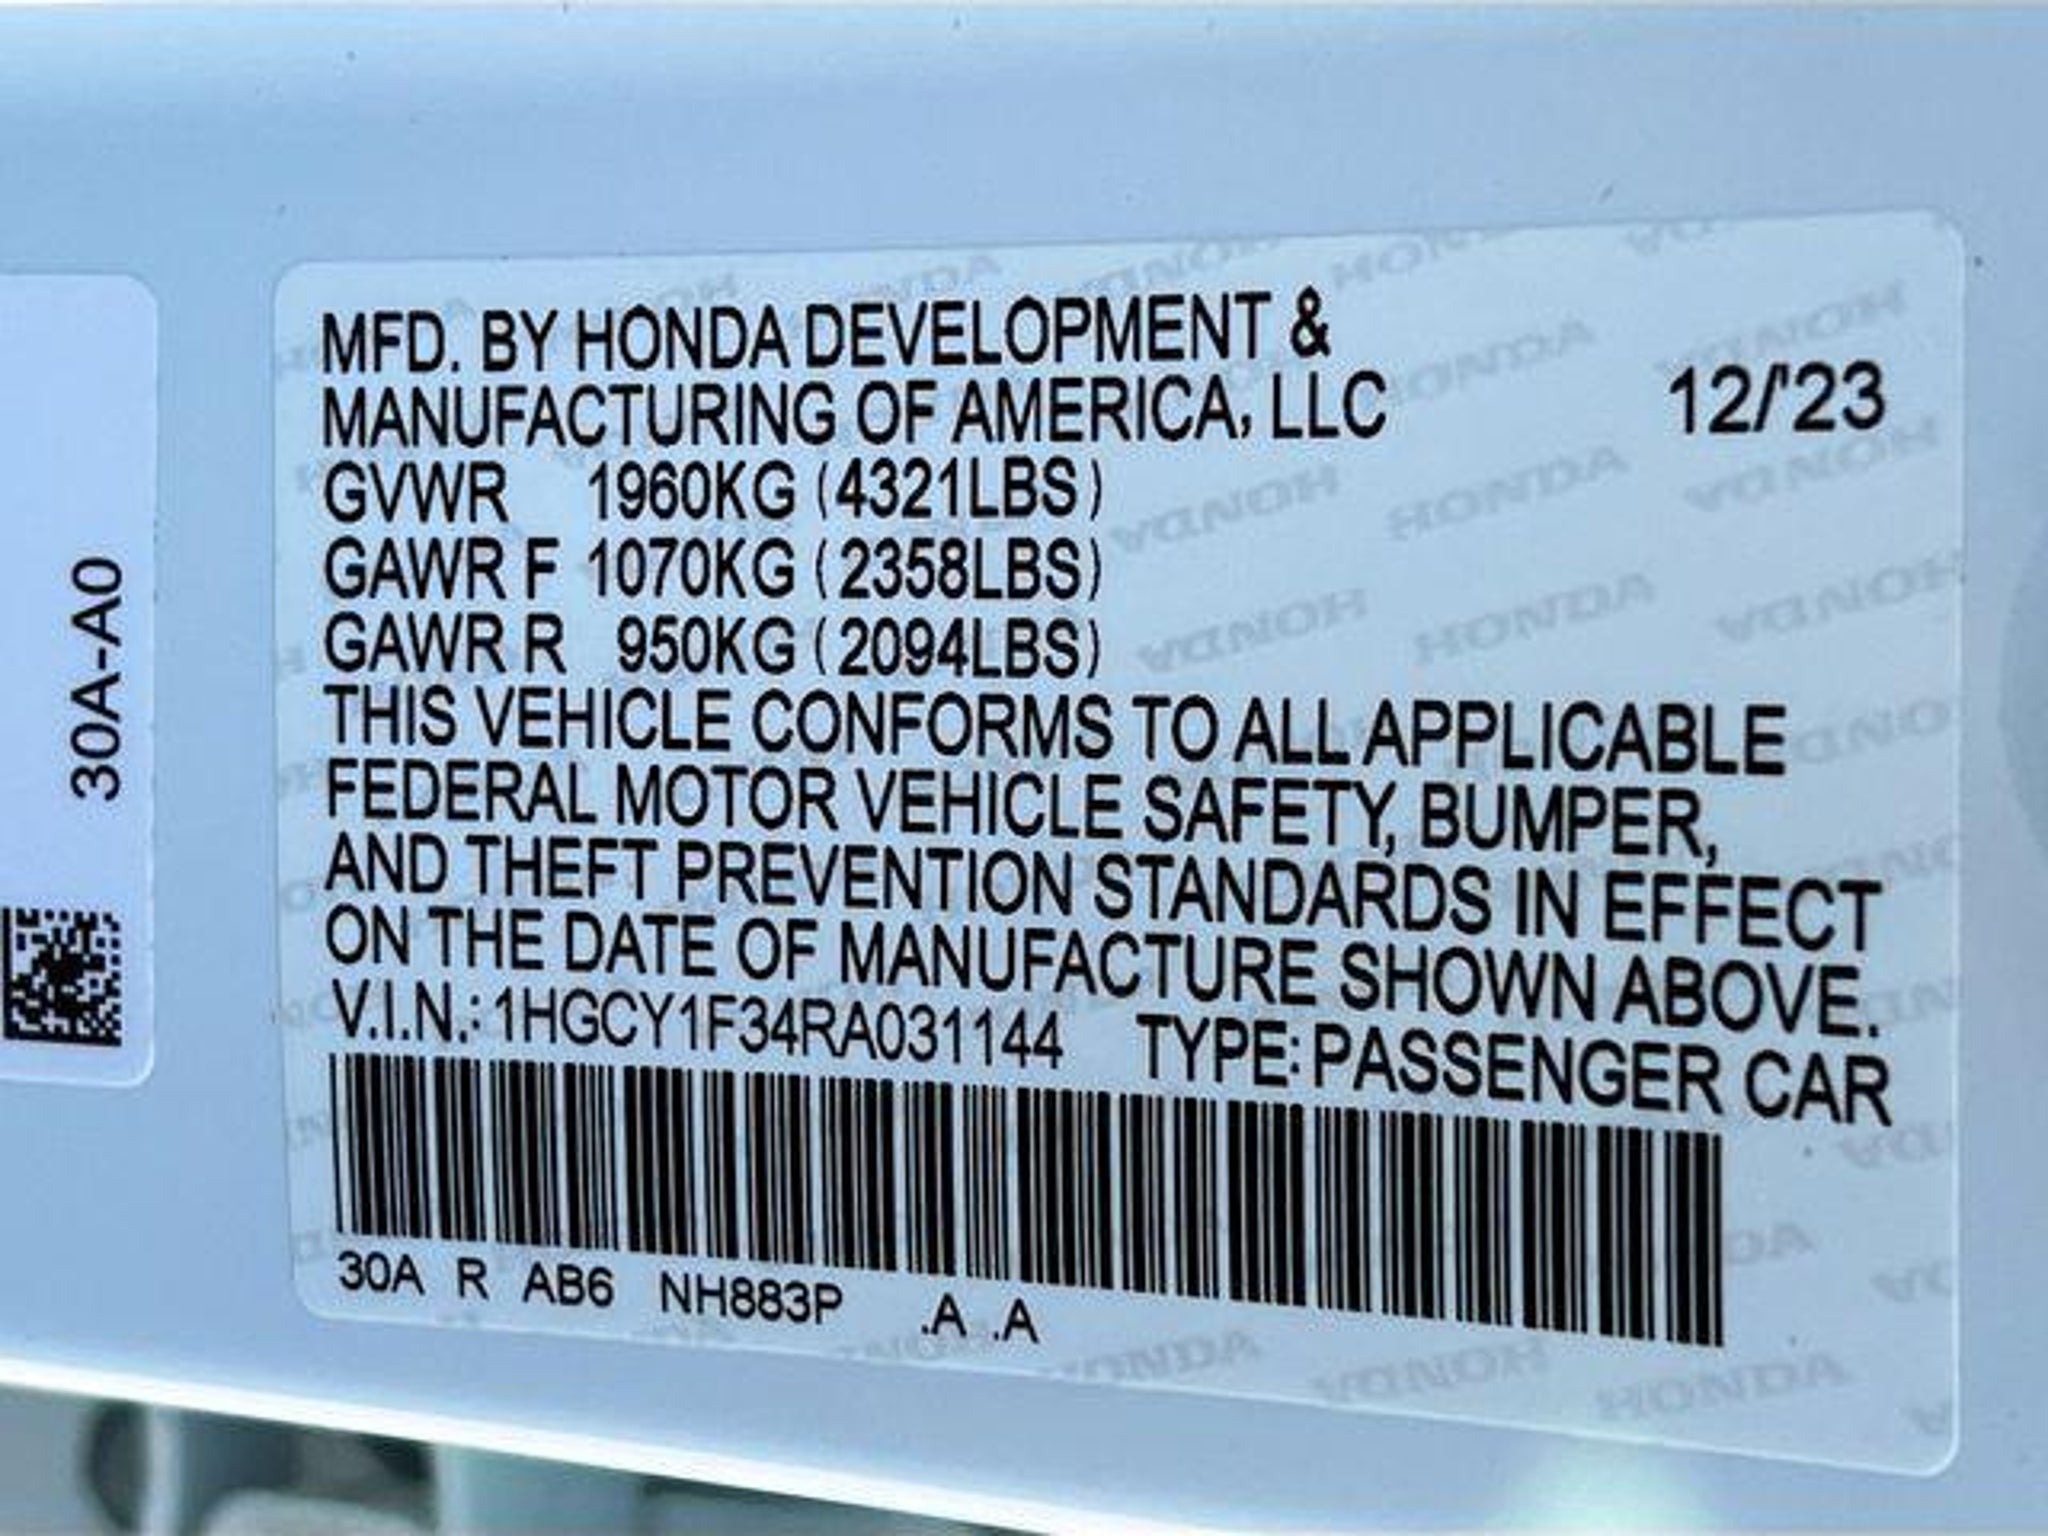 30A-A0
MFD. BY HONDA DEVELOPMENT &
MANUFACTURING OF AMERICA, LLC 12/'23
GVWR 1960KG (4321LBS)
GAWR F 1070KG (2358LBS)
GAWR R 950KG (2094LBS)
THIS VEHICLE CONFORMS TO ALL APPLICABLE
FEDERAL MOTOR VEHICLE SAFETY, BUMPER,
AND THEFT PREVENTION STANDARDS IN EFFECT
ON THE DATE OF MANUFACTURE SHOWN ABOVE.
V.I.N.: 1HGCY1F34RA031144 TYPE: PASSENGER CAR
30A R AB6 NH883P .A .A